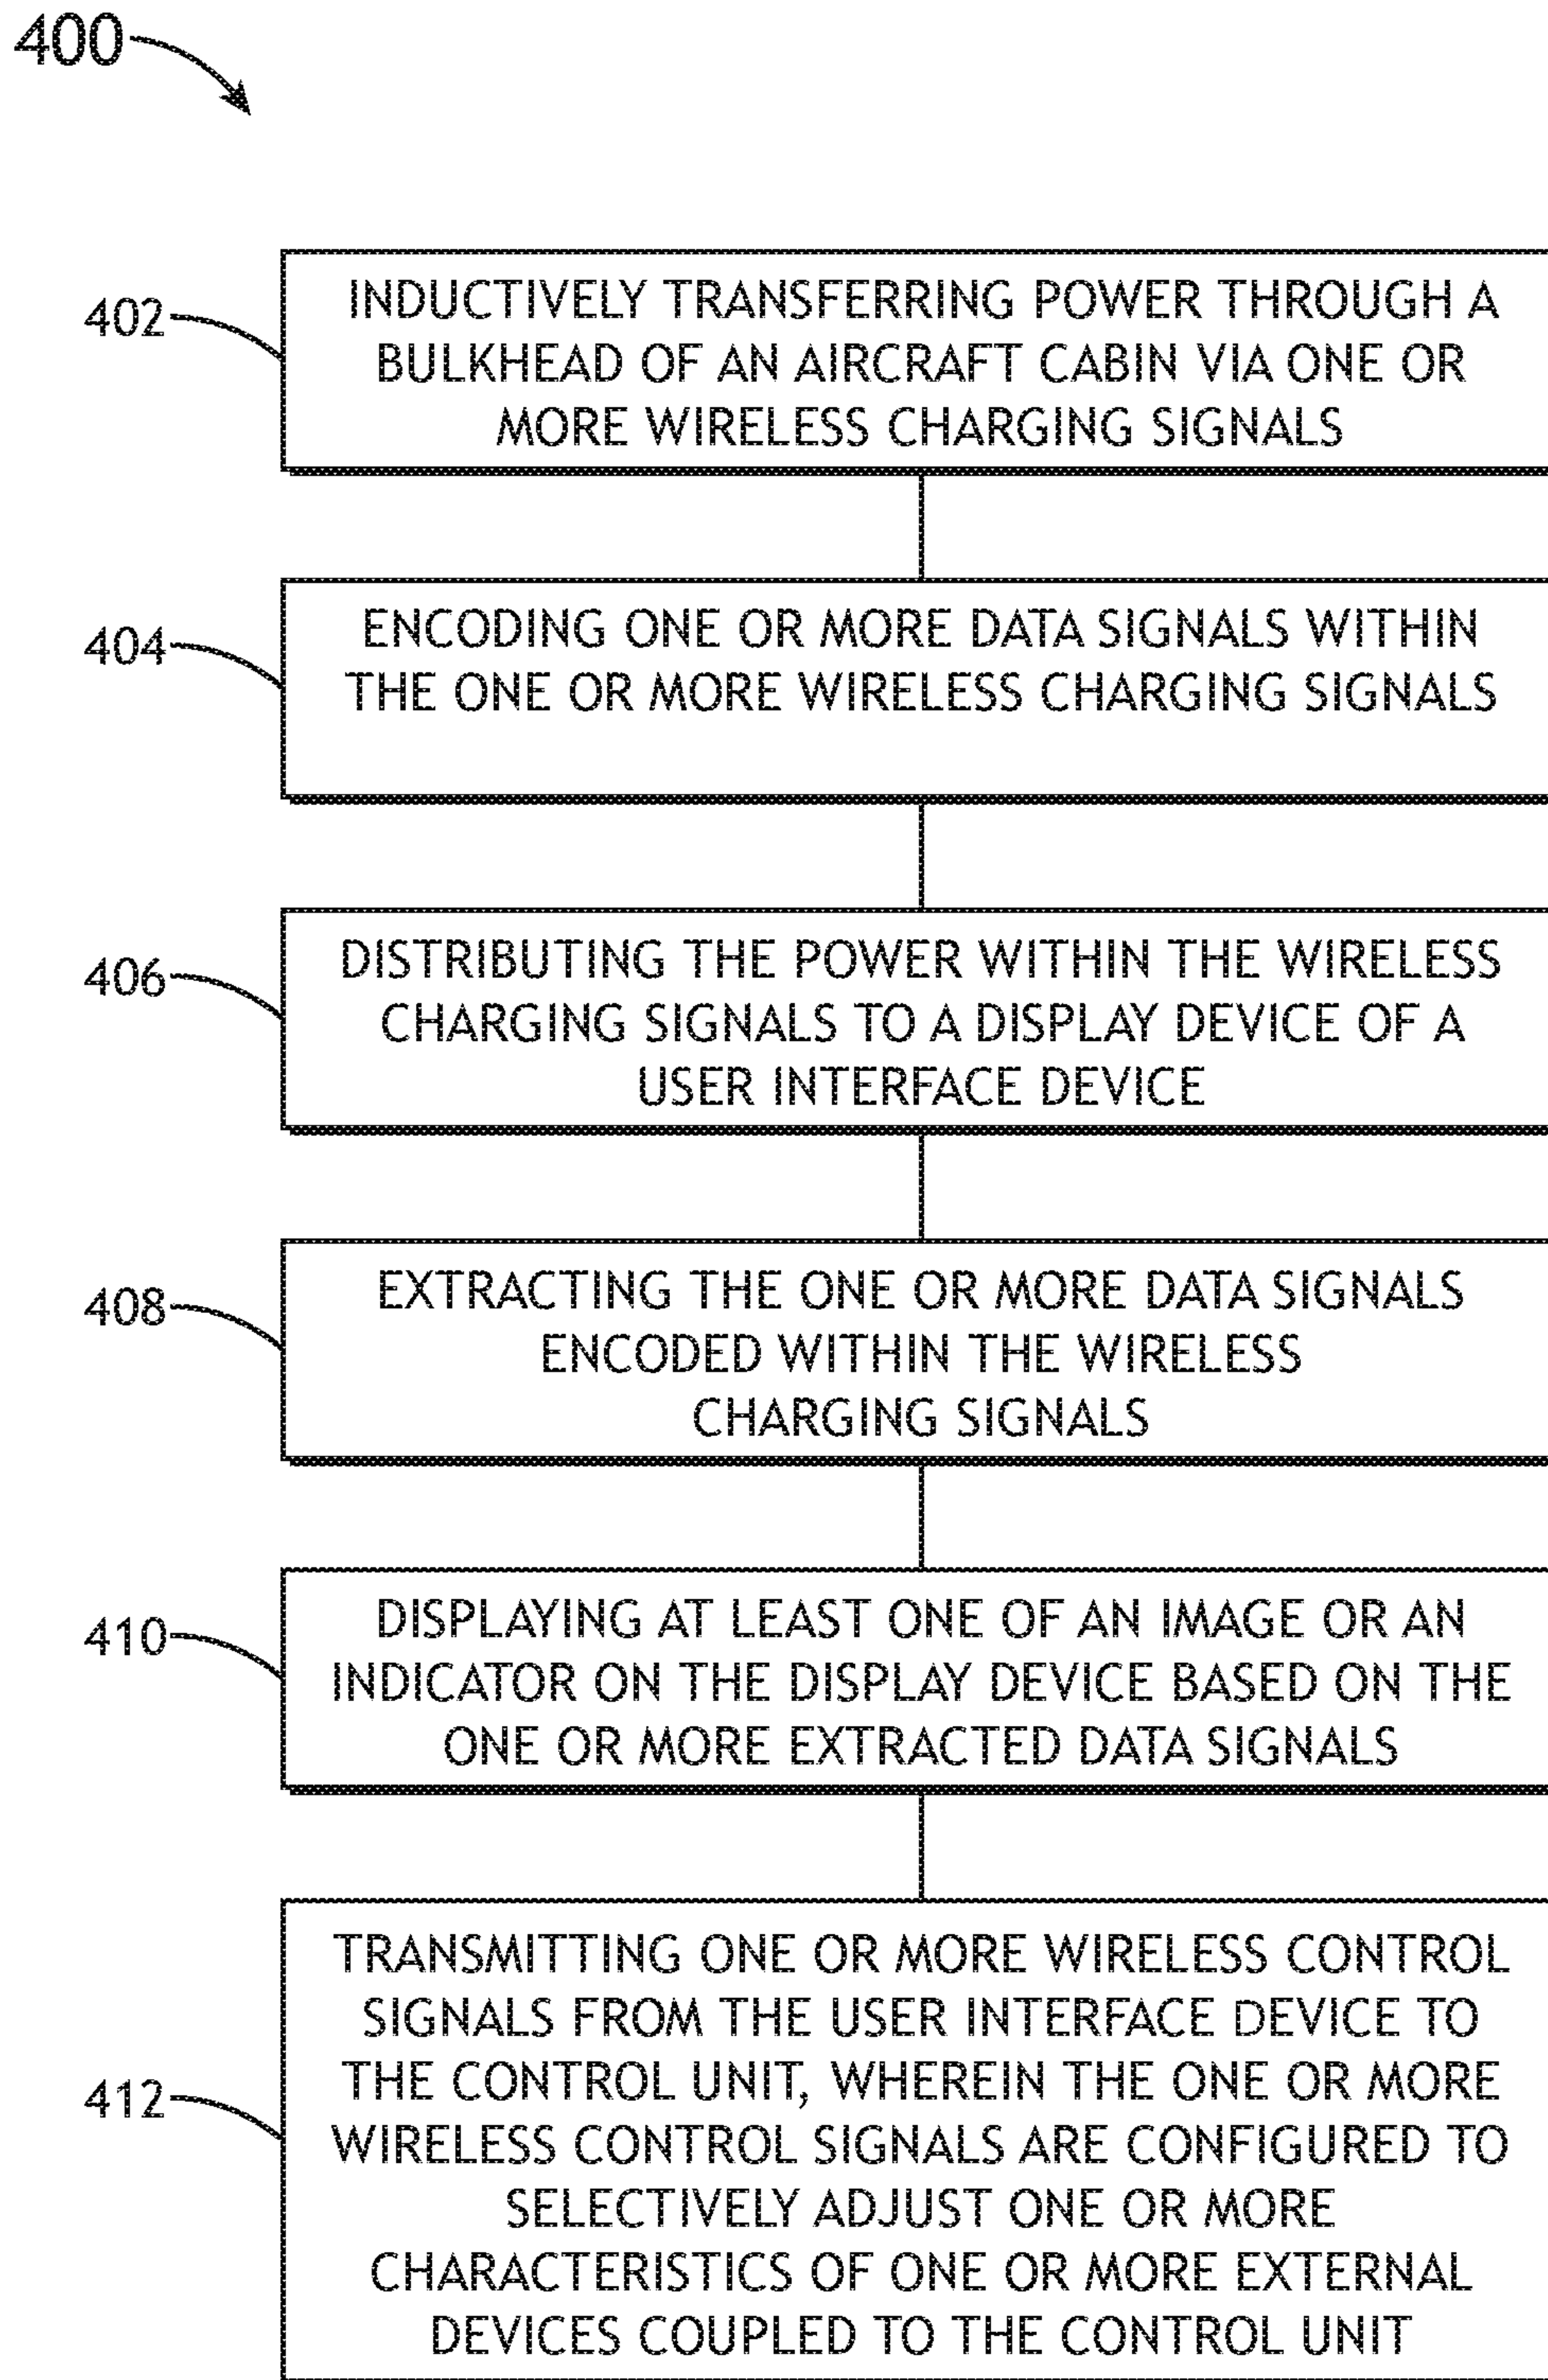 400
402
INDUCTIVELY TRANSFERRING POWER THROUGH A
BULKHEAD OF AN AIRCRAFT CABIN VIA ONE OR
MORE WIRELESS CHARGING SIGNALS
404
ENCODING ONE OR MORE DATA SIGNALS WITHIN
THE ONE OR MORE WIRELESS CHARGING SIGNALS
406
DISTRIBUTING THE POWER WITHIN THE WIRELESS
CHARGING SIGNALS TO A DISPLAY DEVICE OF A
USER INTERFACE DEVICE
408
EXTRACTING THE ONE OR MORE DATA SIGNALS
ENCODED WITHIN THE WIRELESS
CHARGING SIGNALS
410
DISPLAYING AT LEAST ONE OF AN IMAGE OR AN
INDICATOR ON THE DISPLAY DEVICE BASED ON THE
ONE OR MORE EXTRACTED DATA SIGNALS
412
TRANSMITTING ONE OR MORE WIRELESS CONTROL
SIGNALS FROM THE USER INTERFACE DEVICE TO
THE CONTROL UNIT, WHEREIN THE ONE OR MORE
WIRELESS CONTROL SIGNALS ARE CONFIGURED TO
SELECTIVELY ADJUST ONE OR MORE
CHARACTERISTICS OF ONE OR MORE EXTERNAL
DEVICES COUPLED TO THE CONTROL UNIT